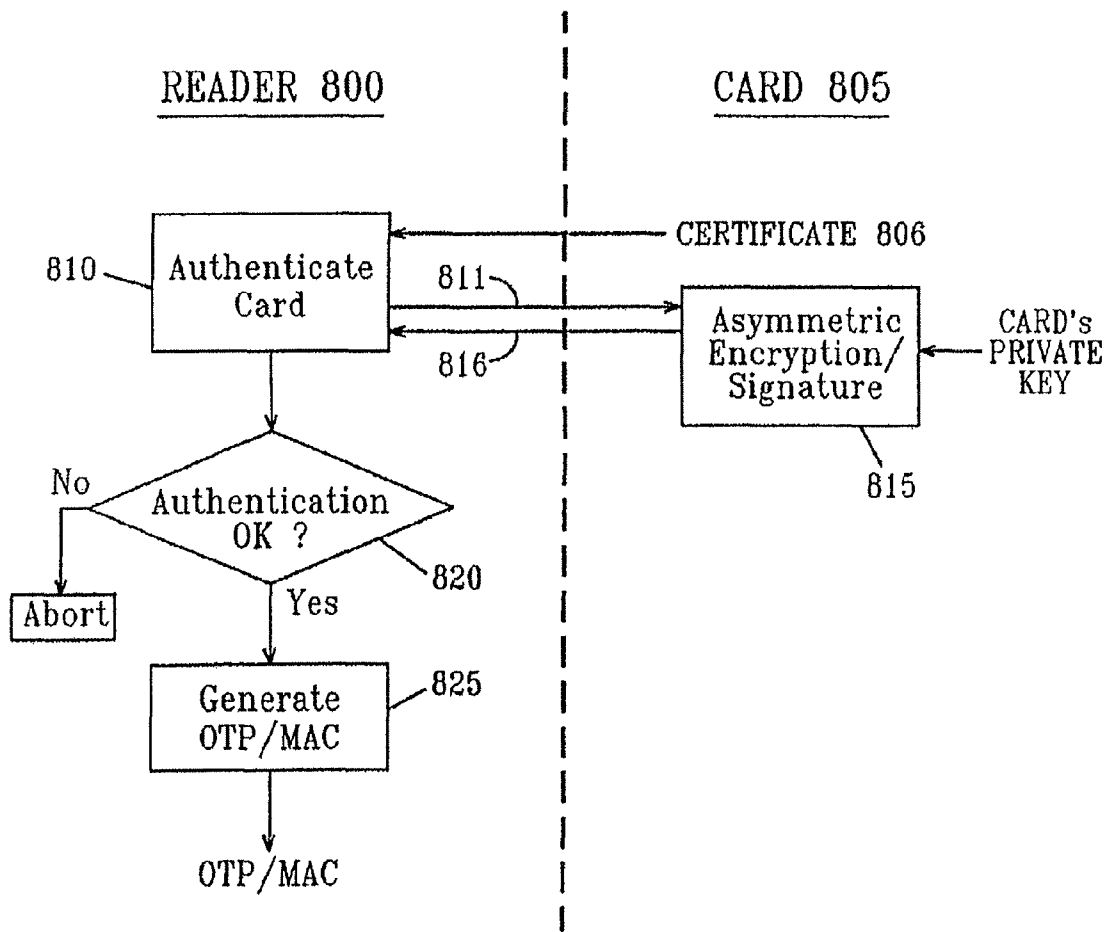 READER 800
CARD 805
CERTIFICATE 806
810
Authenticate
Card
811
816
Asymmetric
Encryption/
Signature
CARD's
PRIVATE
KEY
815
No
Authentication
OK ?
820
Abort
Yes
Generate
OTP/MAC
825
OTP/MAC